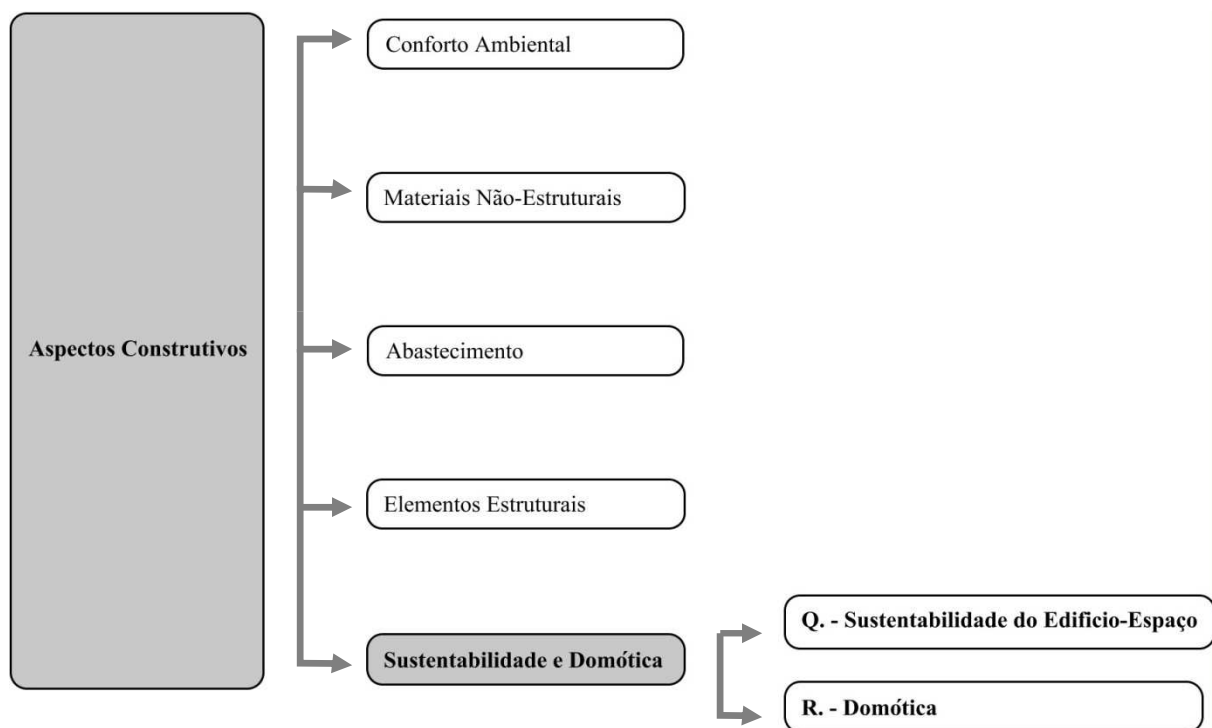 Conforto Ambiental
Materiais Não-Estruturais
Aspectos Construtivos
Abastecimento
Elementos Estruturais
Sustentabilidade e Domótica
Q. - Sustentabilidade do Edificio-Espaço
R. - Domótica